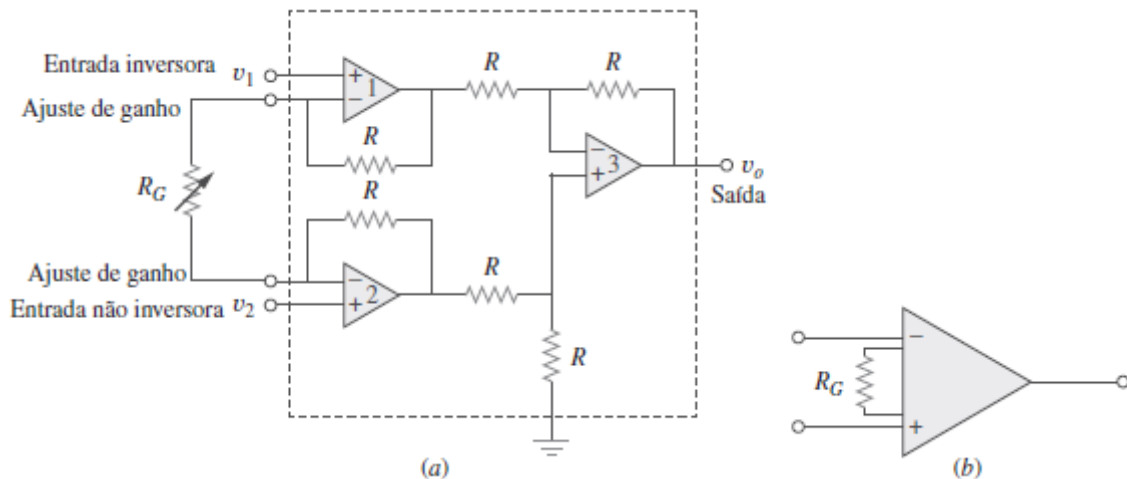 Entrada inversora v1
Ajuste de ganho
RG
Ajuste de ganho
Entrada não inversora v2
+
−
1
R
R
−
+
2
R
R
R
R
−
+
3
vo
Saída
(a)
−
RG
+
(b)